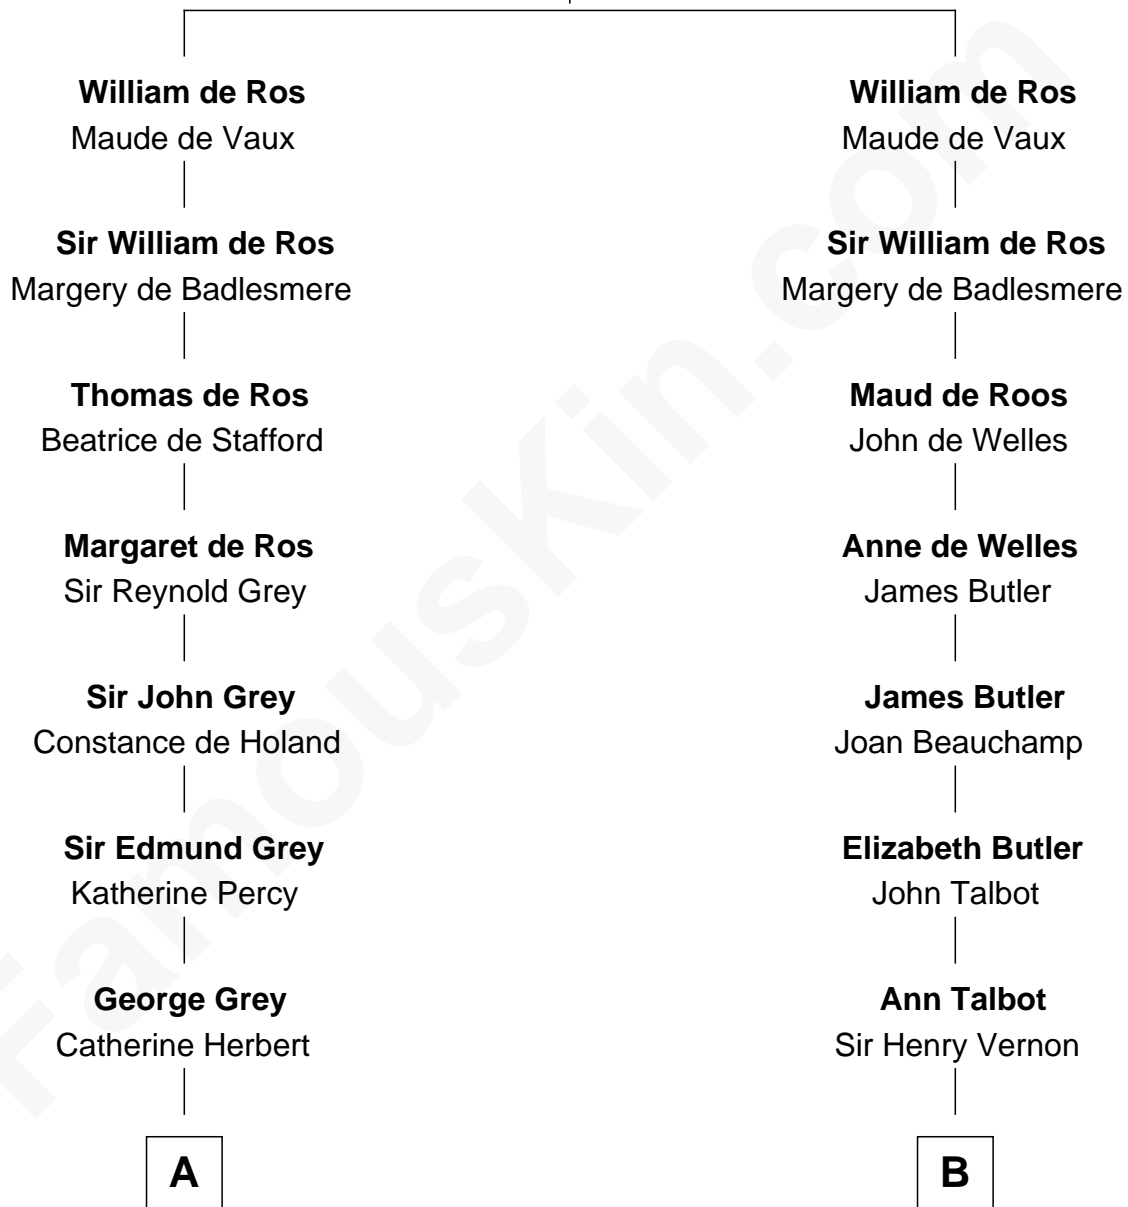 William de Ros
Maude de Vaux
Sir William de Ros
Margery de Badlesmere
Thomas de Ros
Beatrice de Stafford
Margaret de Ros
Sir Reynold Grey
Sir John Grey
Constance de Holand
Sir Edmund Grey
Katherine Percy
George Grey
Catherine Herbert
A
William de Ros
Maude de Vaux
Sir William de Ros
Margery de Badlesmere
Maud de Roos
John de Welles
Anne de Welles
James Butler
James Butler
Joan Beauchamp
Elizabeth Butler
John Talbot
Ann Talbot
Sir Henry Vernon
B
FamousKin.com